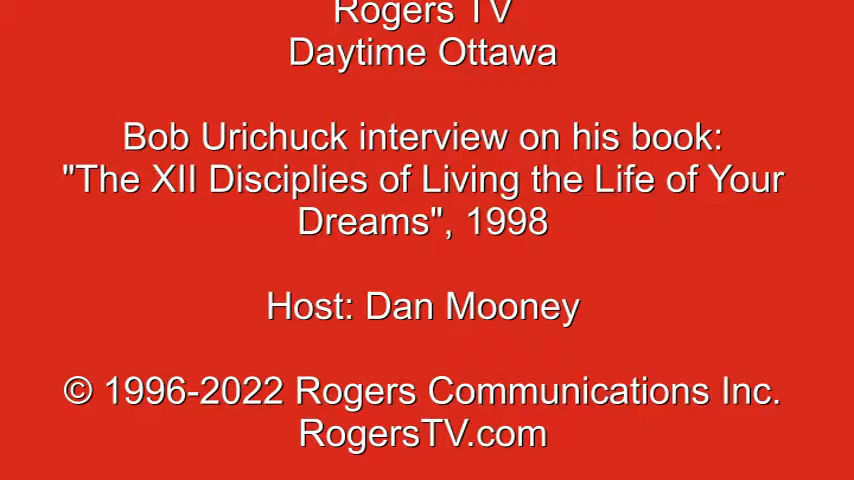 Rogers TV
Daytime Ottawa
Bob Urichuck interview on his book:
"The XII Disciplies of Living the Life of Your
Dreams", 1998
Host: Dan Mooney
© 1996-2022 Rogers Communications Inc.
RogersTV.com